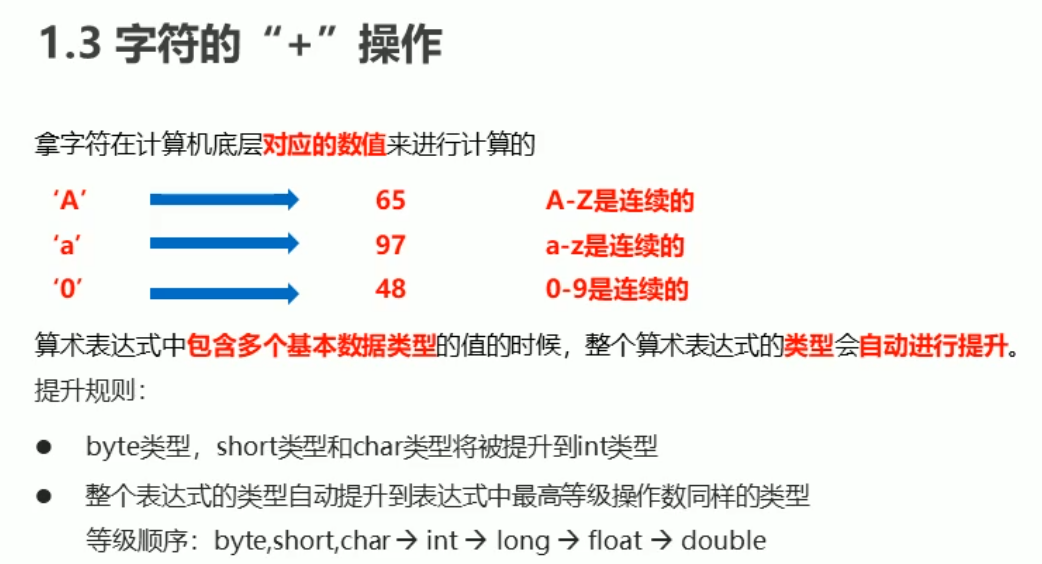 1.3 字符的“+”操作
拿字符在计算机底层对应的数值来进行计算的
‘A’ 65 A-Z是连续的
‘a’ 97 a-z是连续的
‘0’ 48 0-9是连续的
算术表达式中包含多个基本数据类型的值的时候，整个算术表达式的类型会自动进行提升。
提升规则：
● byte类型，short类型和char类型将被提升到int类型
● 整个表达式的类型自动提升到表达式中最高等级操作数同样的类型
等级顺序：byte,short,char → int → long → float → double